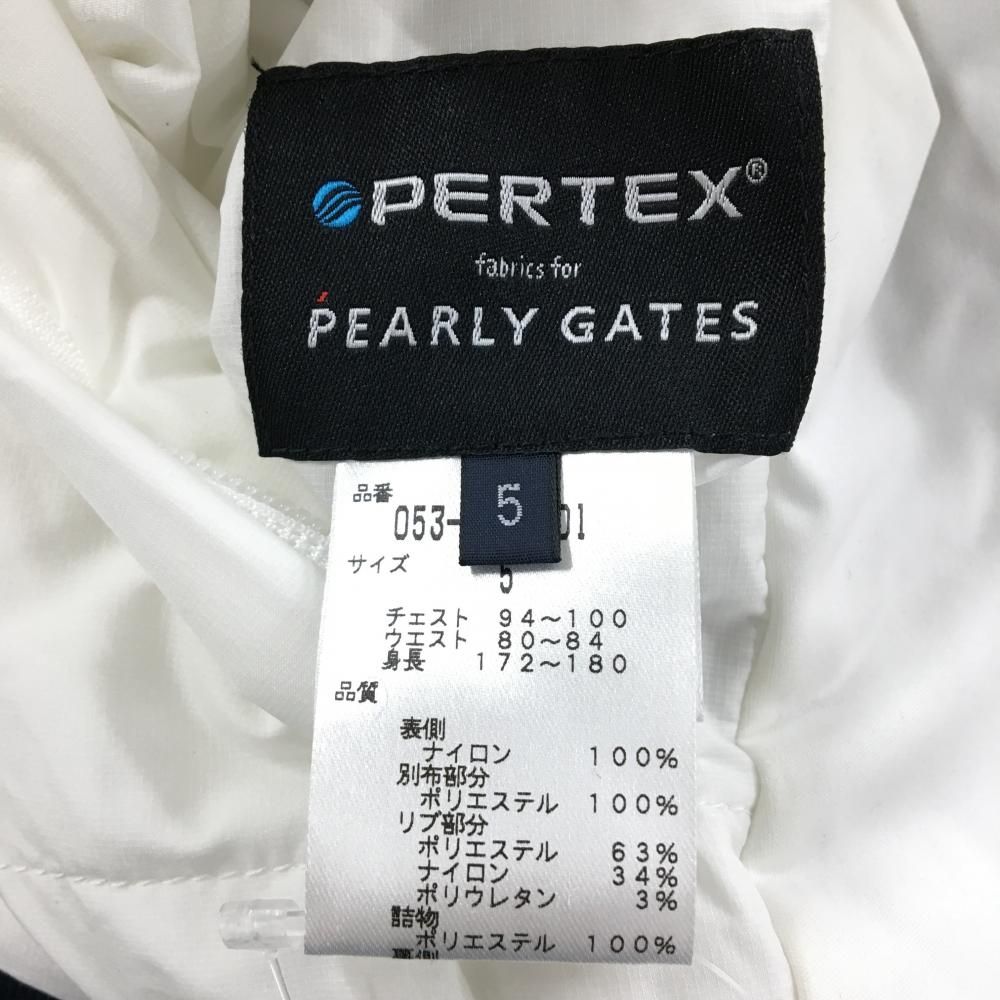 PERTEX®
fabrics for
PEARLY GATES
5
品番
053- 01
サイズ
5
チェスト 94～100
ウエスト 80～84
身長 172～180
品質
表側
ナイロン 100%
別布部分
ポリエステル 100%
リブ部分
ポリエステル 63%
ナイロン 34%
ポリウレタン 3%
詰物
ポリエステル 100%